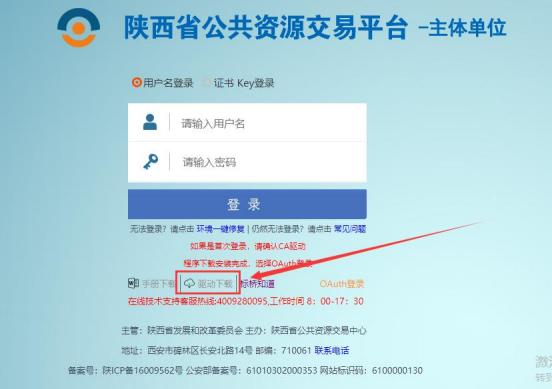 陕西省公共资源交易平台 -主体单位
用户名登录 证书 Key登录
请输入用户名
请输入密码
登 录
无法登录？请点击 环境一键修复 | 仍然无法登录？请点击 常见问题
如果是首次登录，请确认CA驱动
程序下载安装完成，选择OAuth登录
手册下载 驱动下载 标桥知道 OAuth登录
在线技术支持客服热线:4009280095,工作时间 8：00-17：30
主管：陕西省发展和改革委员会 主办：陕西省公共资源交易中心
地址：西安市碑林区长安北路14号 邮编：710061 联系电话
备案号：陕ICP备16009562号 公安部备案号：61010302000353 网站标识码：6100000130
激
转到